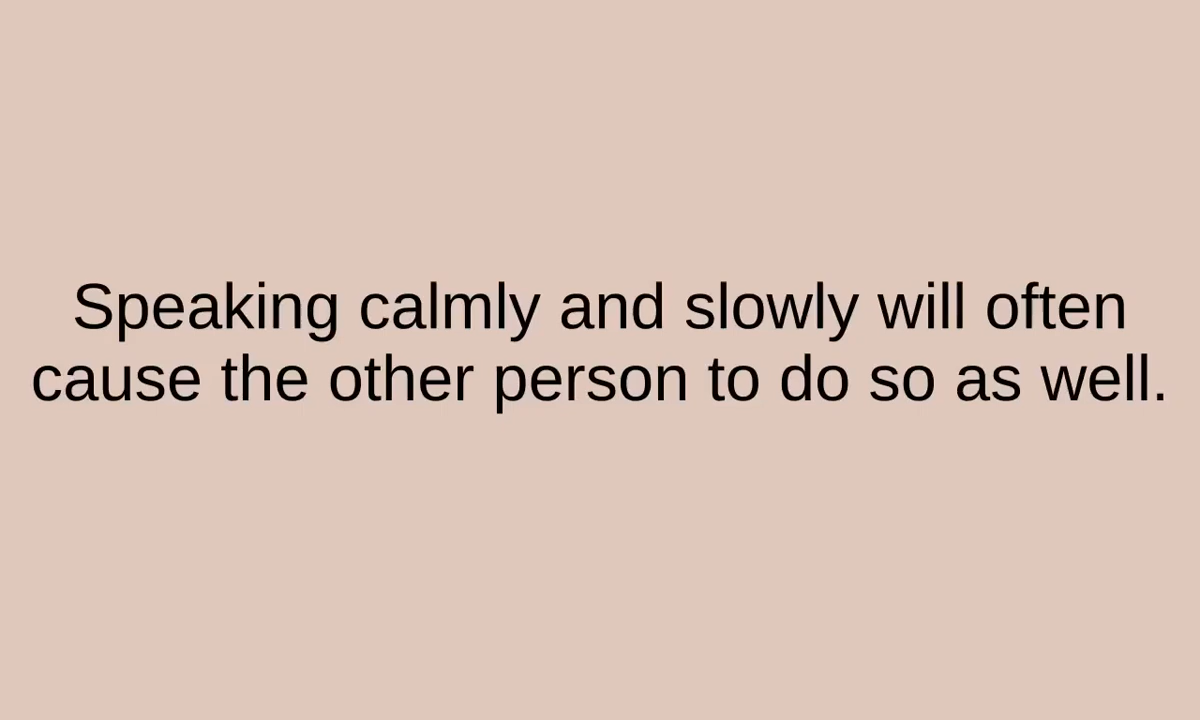 Speaking calmly and slowly will often
cause the other person to do so as well.